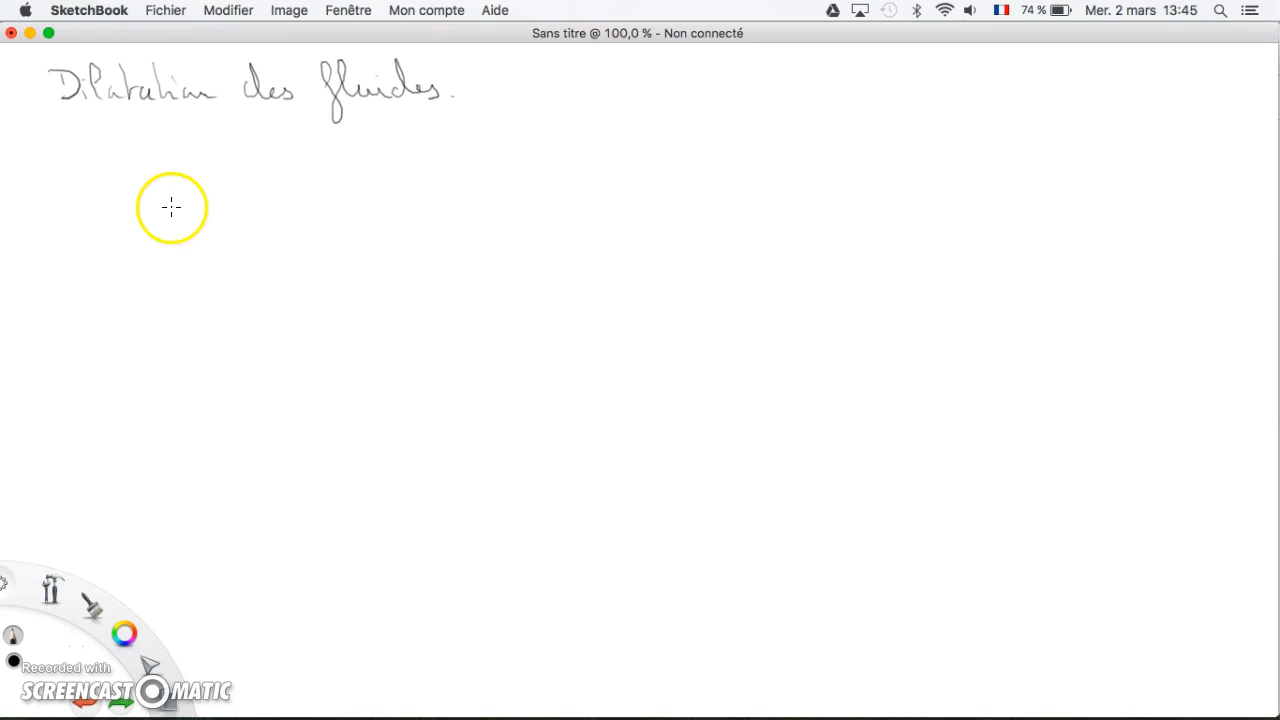 SketchBook Fichier Modifier Image Fenêtre Mon compte Aide 74 % Mer. 2 mars 13:45
Sans titre @ 100,0 % - Non connecté
Dilatation des fluides.
Recorded with
SCREENCAST MATIC